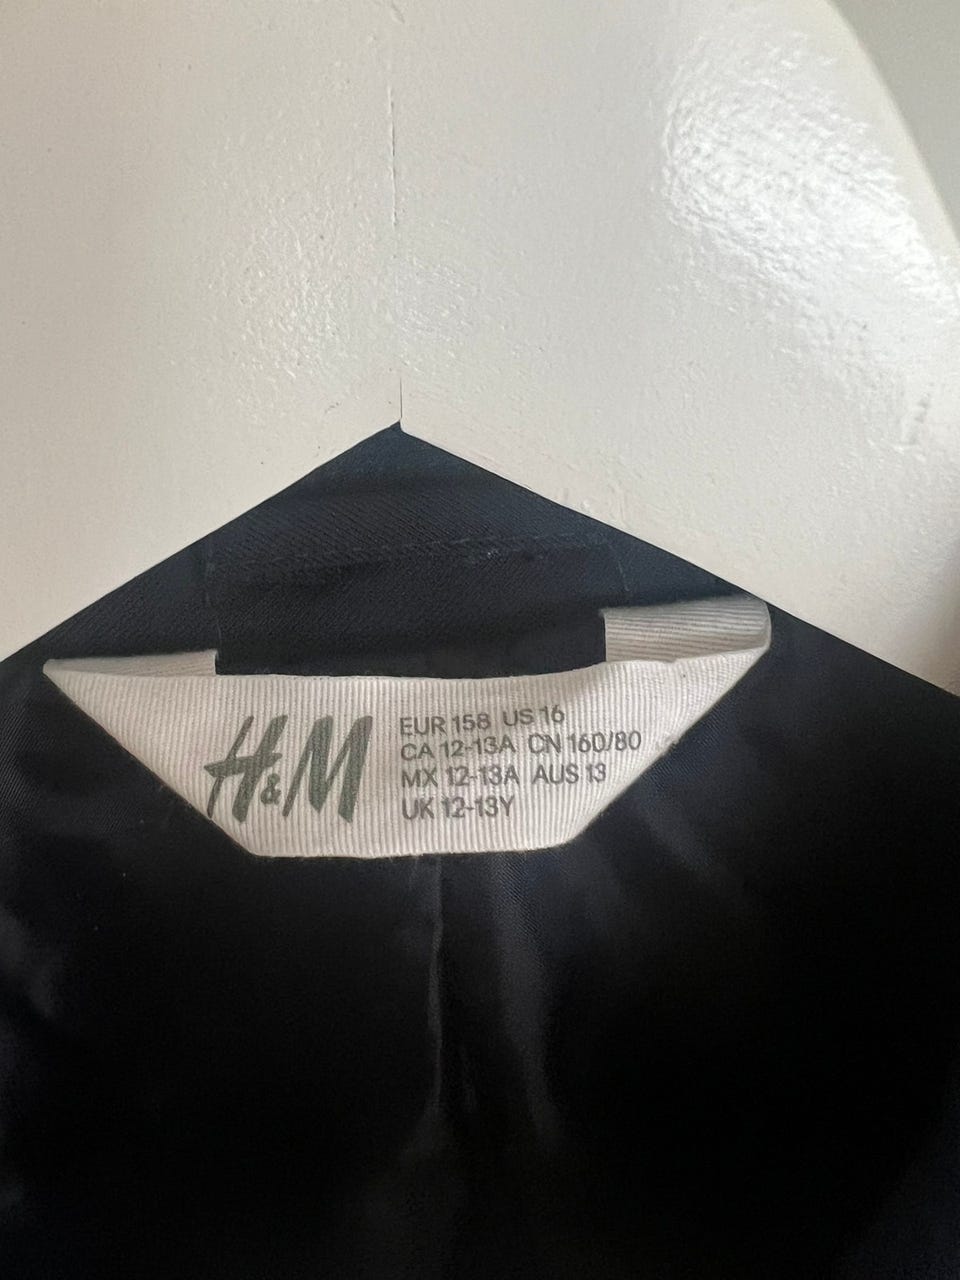 H&M
EUR 158 US 16
CA 12-13A CN 160/80
MX 12-13A AUS 13
UK 12-13Y